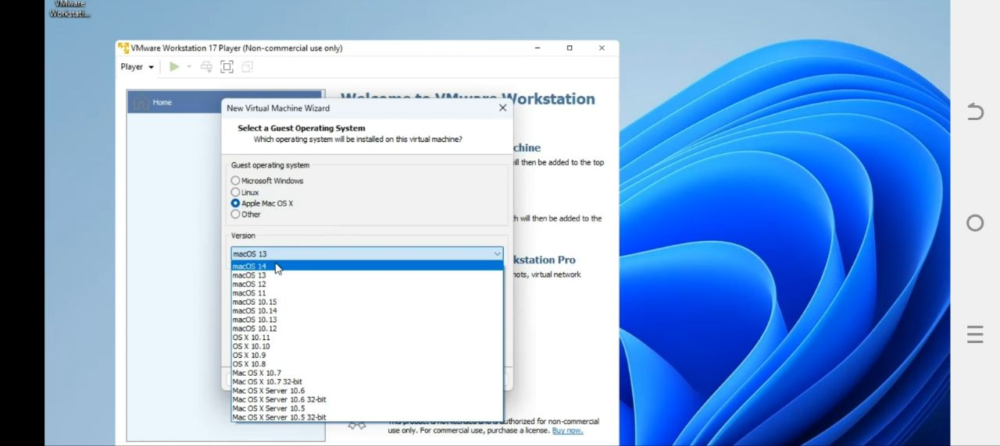 VMware
Workstati...
VMware Workstation 17 Player (Non-commercial use only)
Player
Home
Welcome to VMware Workstation
New Virtual Machine Wizard
Select a Guest Operating System
Which operating system will be installed on this virtual machine?
chine
ill then be added to the top
Guest operating system
Microsoft Windows
Linux
Apple Mac OS X
Other
h will then be added to the
Version
macOS 13
kstation Pro
hots, virtual network
macOS 14
macOS 13
macOS 12
macOS 11
macOS 10.15
macOS 10.14
macOS 10.13
macOS 10.12
OS X 10.11
OS X 10.10
OS X 10.9
OS X 10.8
Mac OS X 10.7
Mac OS X 10.7 32-bit
Mac OS X Server 10.6
Mac OS X Server 10.6 32-bit
Mac OS X Server 10.5
Mac OS X Server 10.5 32-bit
This product is not licensed and is authorized for non-commercial
use only. For commercial use, purchase a license. Buy now.